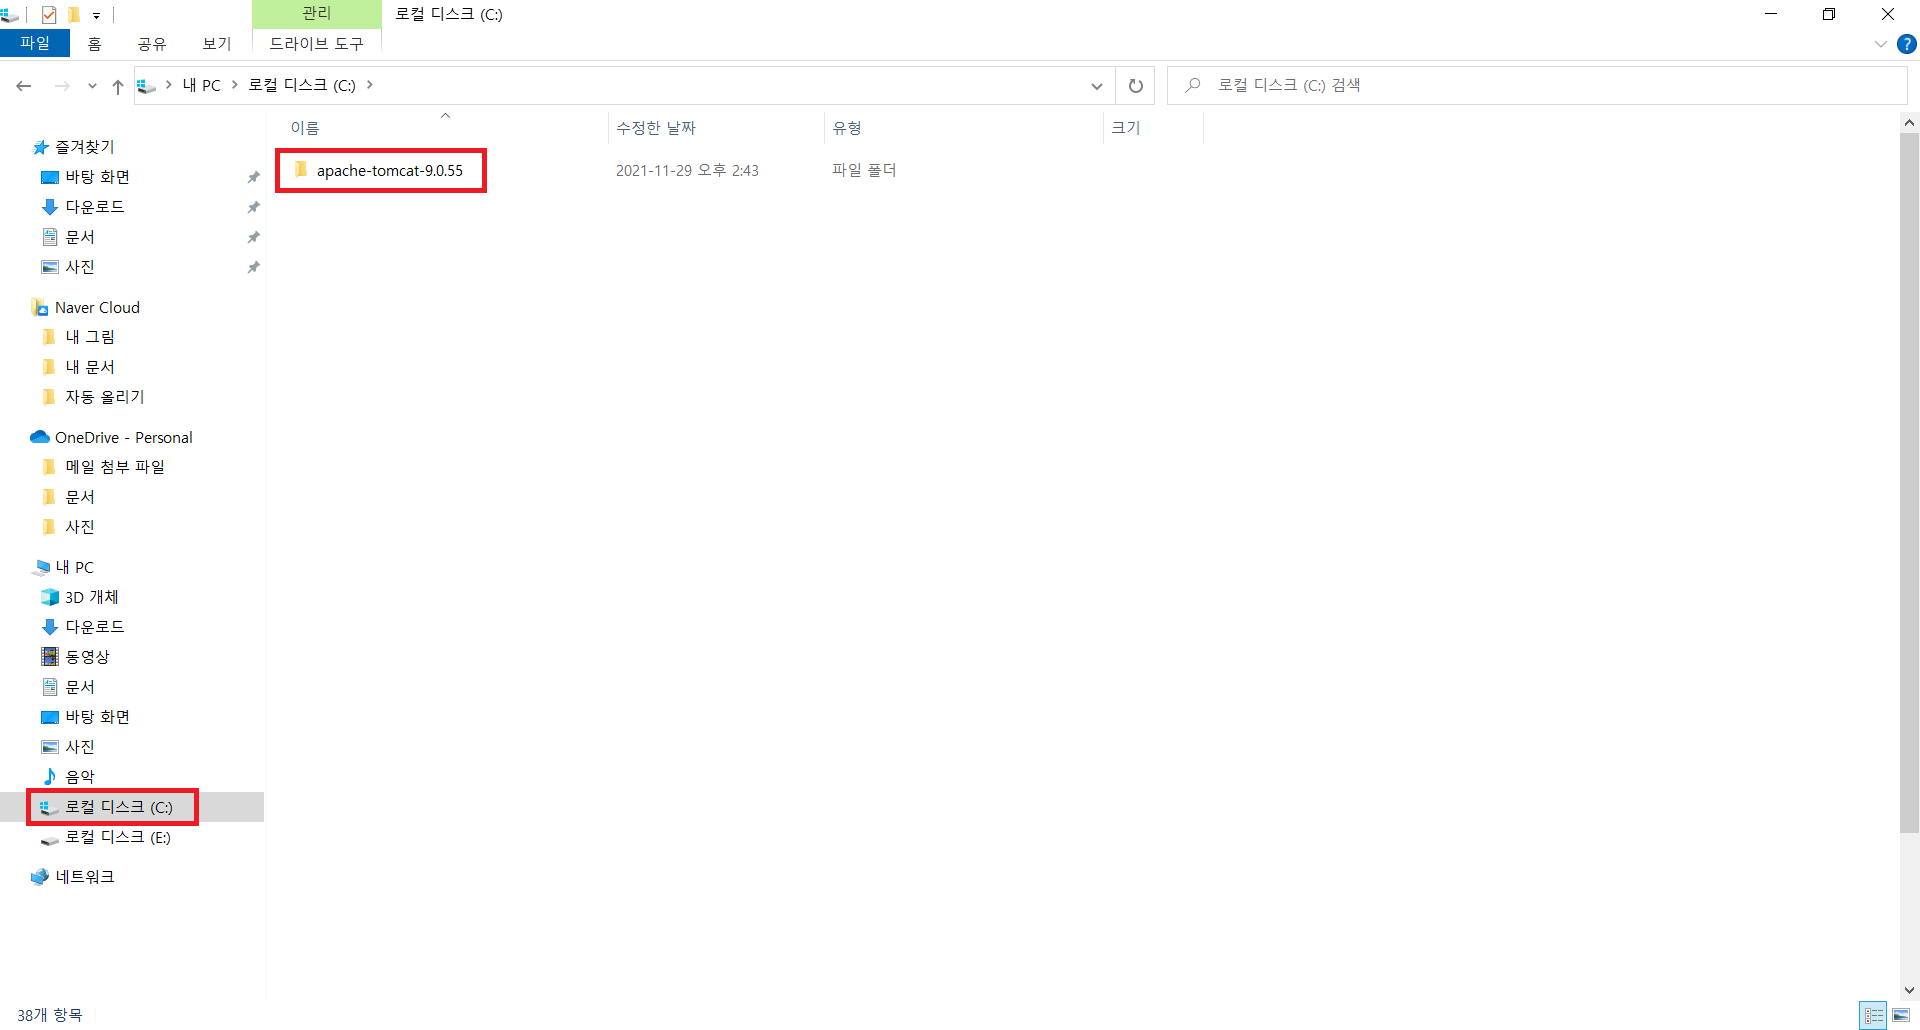 관리
로컬 디스크 (C:)
파일
홈
공유
보기
드라이브 도구
내 PC
로컬 디스크 (C:)
로컬 디스크 (C:) 검색
이름
수정한 날짜
유형
크기
apache-tomcat-9.0.55
2021-11-29 오후 2:43
파일 폴더
즐겨찾기
바탕 화면
다운로드
문서
사진
Naver Cloud
내 그림
내 문서
자동 올리기
OneDrive - Personal
메일 첨부 파일
문서
사진
내 PC
3D 개체
다운로드
동영상
문서
바탕 화면
사진
음악
로컬 디스크 (C:)
로컬 디스크 (E:)
네트워크
38개 항목